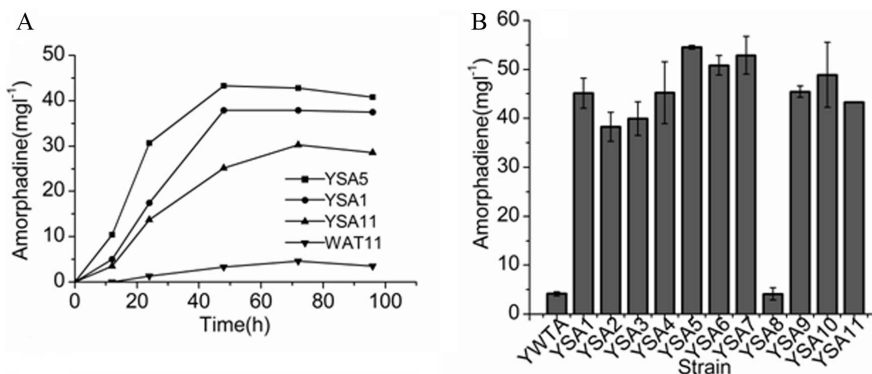 A
Amorphadine(mgl-1)
50
40
30
20
10
0
YSA5
YSA1
YSA11
WAT11
0 20 40 60 80 100
Time(h)
B
Amorphadiene(mgl-1)
60
50
40
30
20
10
0
YWTA YSA1 YSA2 YSA3 YSA4 YSA5 YSA6 YSA7 YSA8 YSA9 YSA10 YSA11
Strain